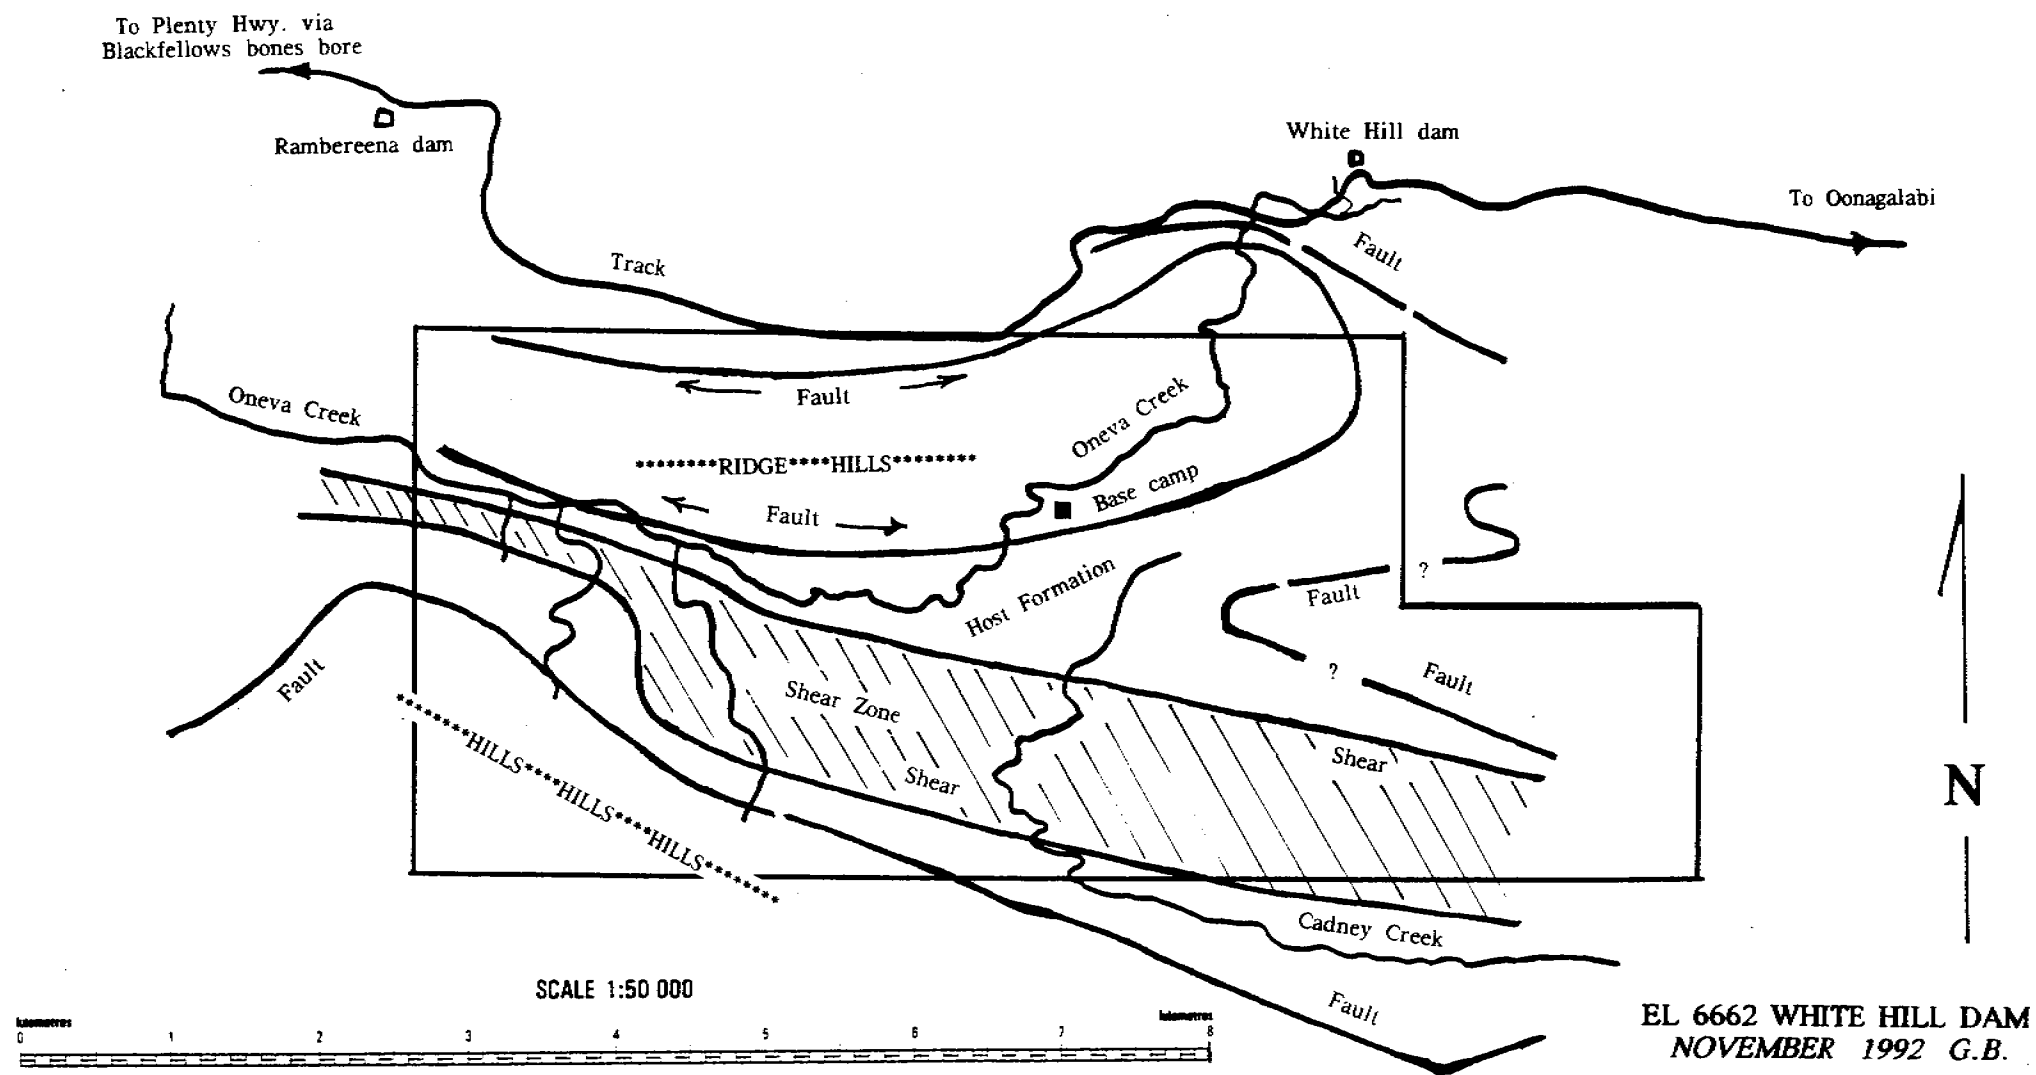 To Plenty Hwy. via
Blackfellows bones bore
Rambereena dam
White Hill dam
To Oonagalabi
Track
Fault
Oneva Creek
Fault
Oneva Creek
********RIDGE****HILLS********
Base camp
Fault
Host Formation
?
Fault
Fault
?
Fault
Shear Zone
Shear
Shear
*******HILLS****HILLS****HILLS*******
N
Cadney Creek
Fault
SCALE 1:50 000
kilometres
kilometres
0 1 2 3 4 5 6 7 8
EL 6662 WHITE HILL DAM
NOVEMBER 1992 G.B.